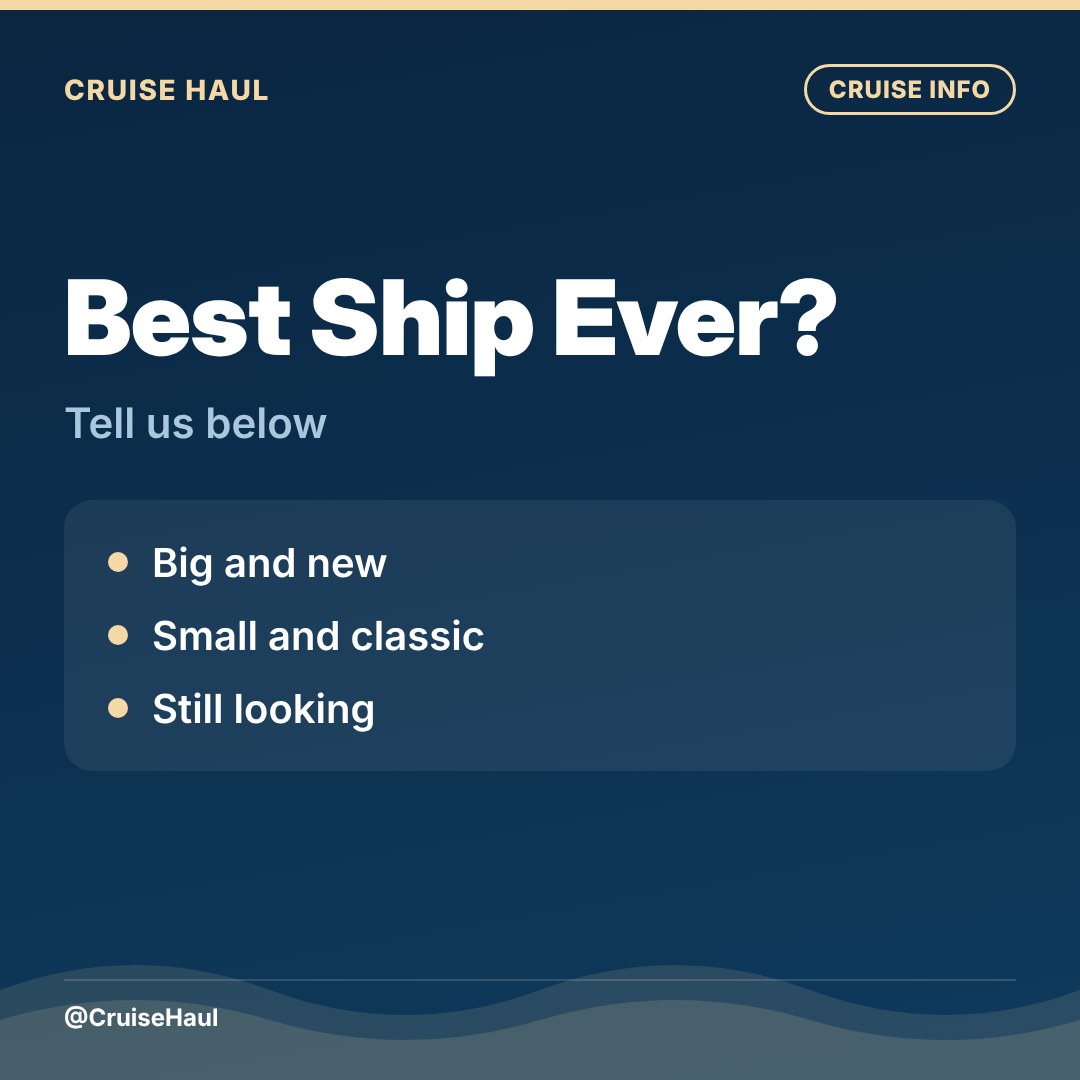 CRUISE HAUL
CRUISE INFO
Best Ship Ever?
Tell us below
Big and new
Small and classic
Still looking
@CruiseHaul